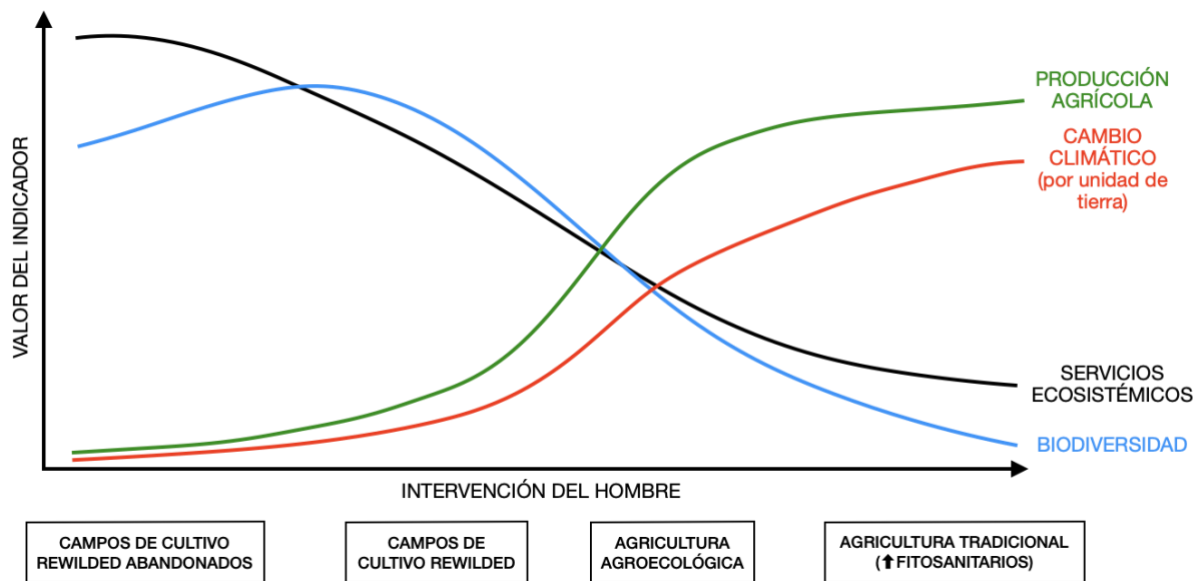 VALOR DEL INDICADOR
PRODUCCIÓN
AGRÍCOLA
CAMBIO
CLIMÁTICO
(por unidad de
tierra)
SERVICIOS
ECOSISTÉMICOS
BIODIVERSIDAD
INTERVENCIÓN DEL HOMBRE
CAMPOS DE CULTIVO
REWILDED ABANDONADOS
CAMPOS DE
CULTIVO REWILDED
AGRICULTURA
AGROECOLÓGICA
AGRICULTURA TRADICIONAL
(⬆FITOSANITARIOS)